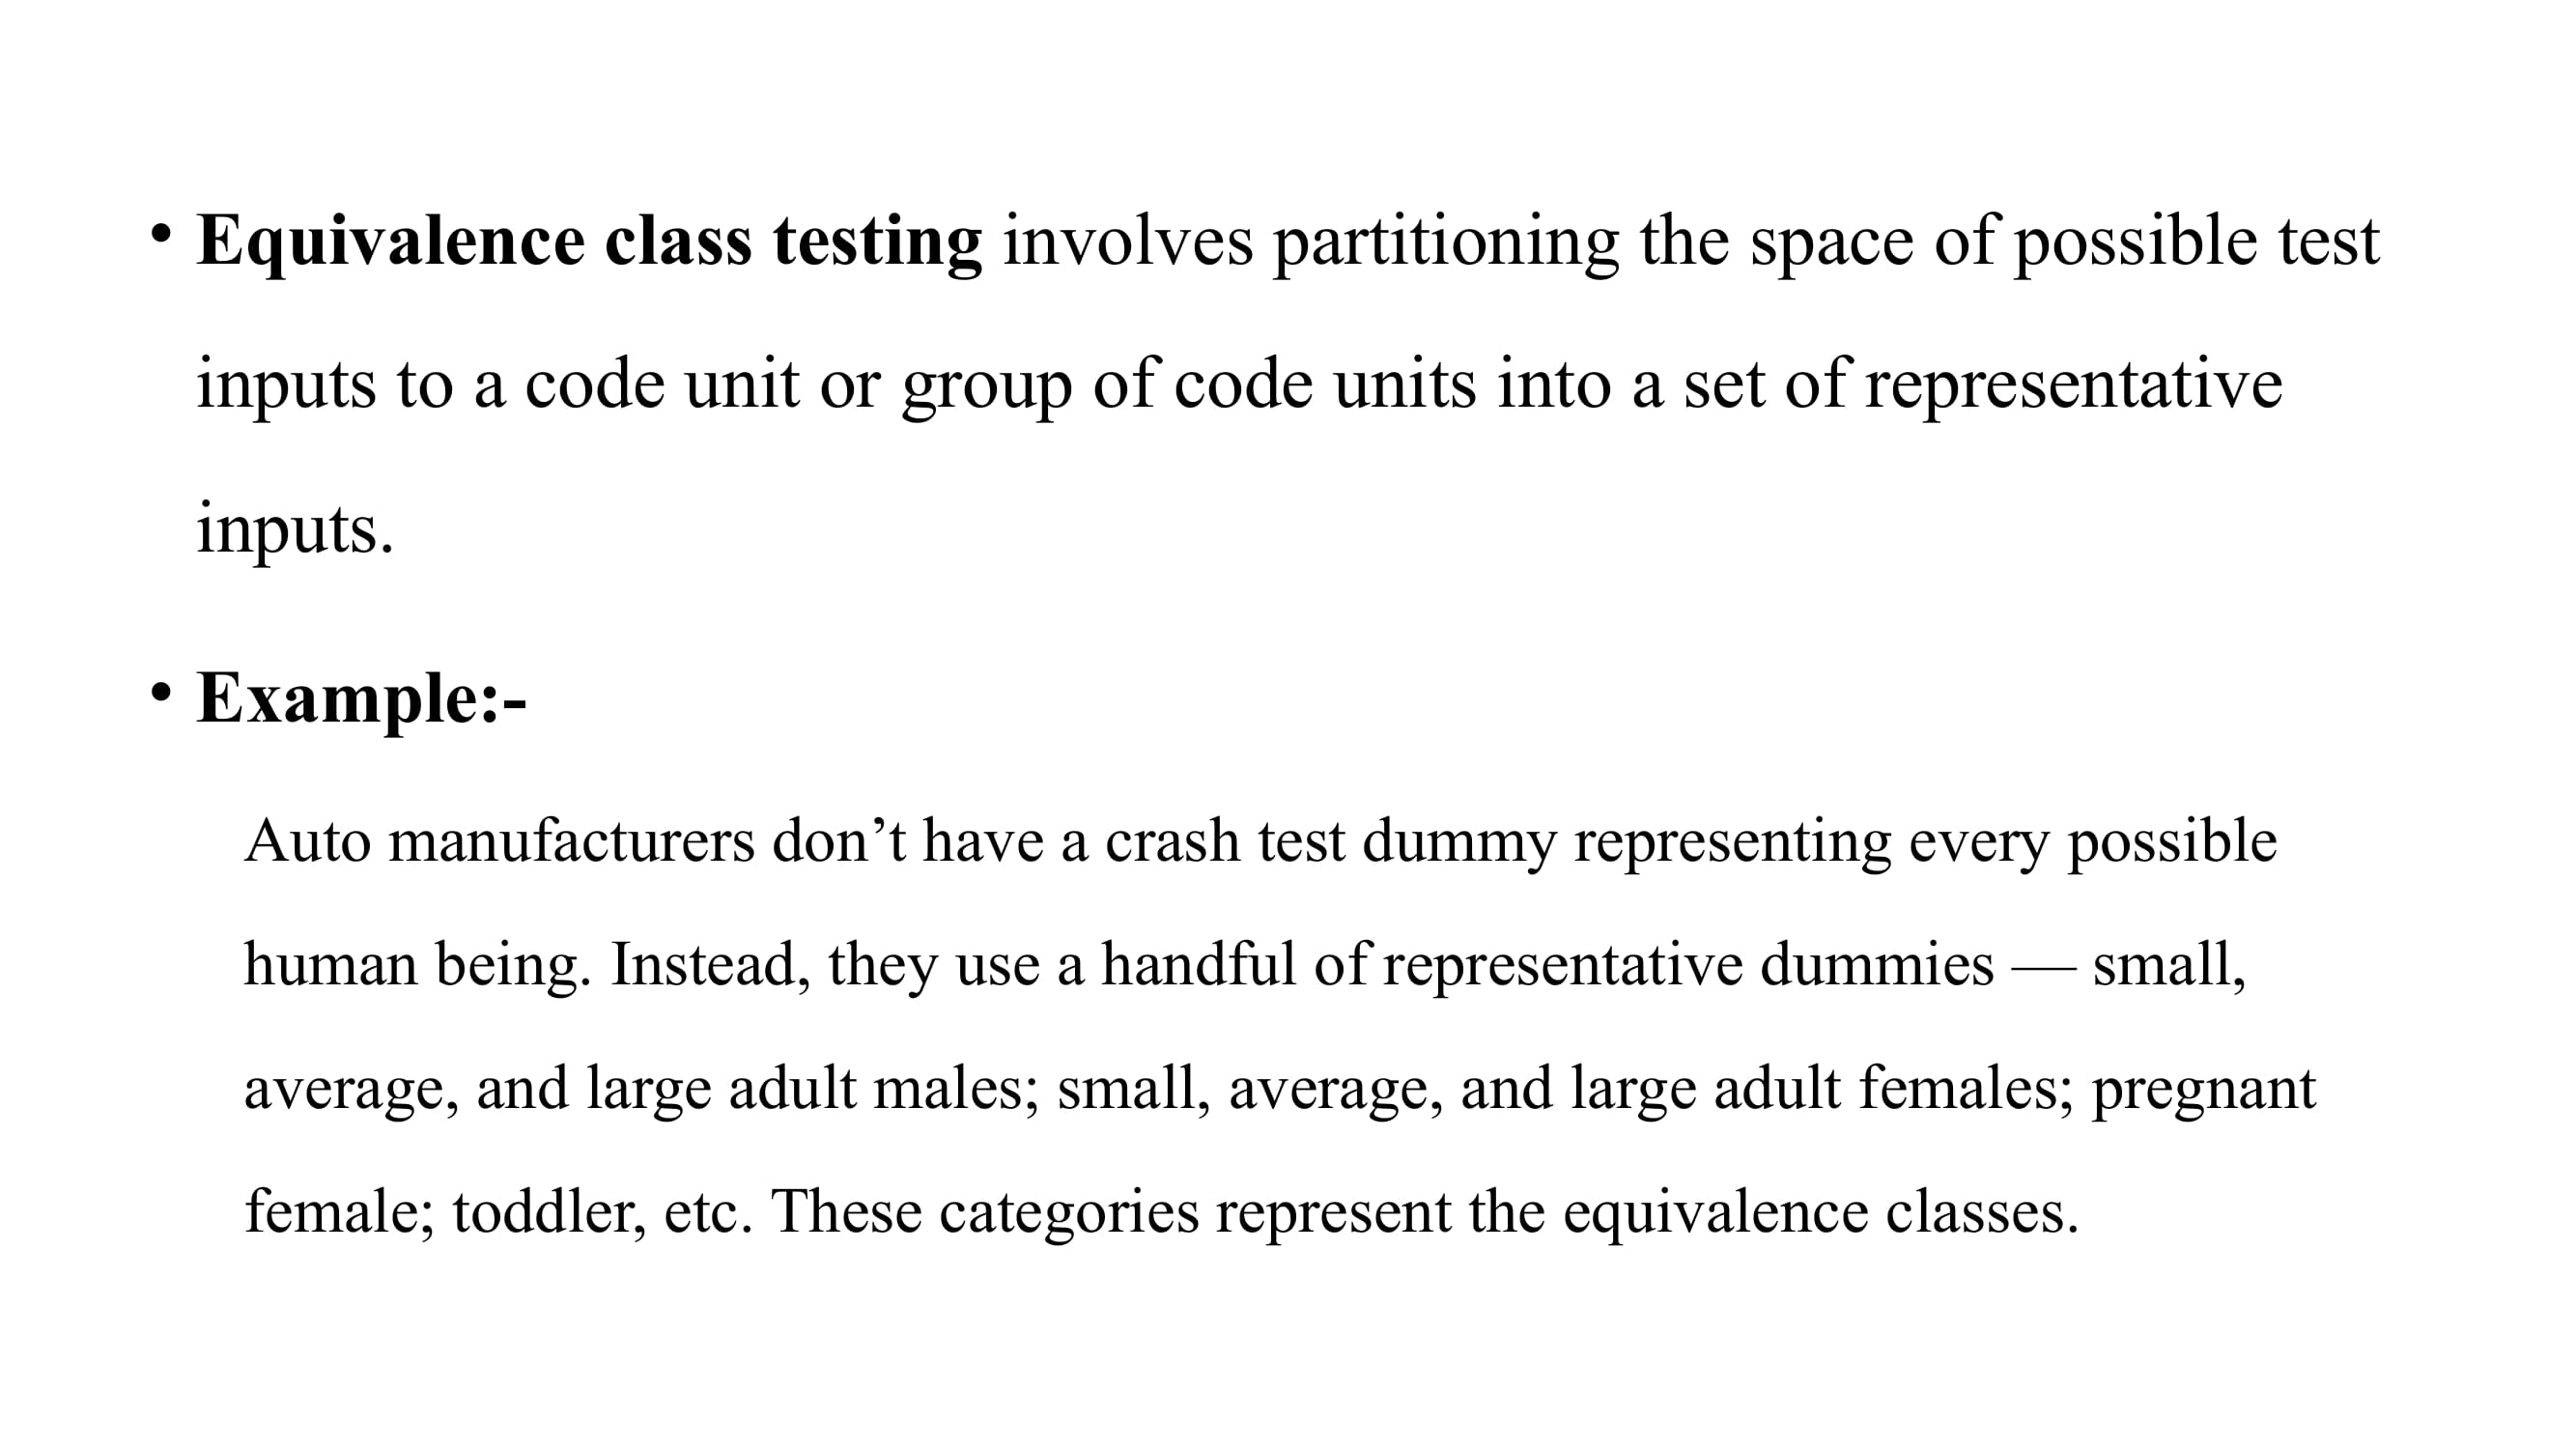 • Equivalence class testing involves partitioning the space of possible test
inputs to a code unit or group of code units into a set of representative
inputs.
• Example:-
Auto manufacturers don’t have a crash test dummy representing every possible
human being. Instead, they use a handful of representative dummies — small,
average, and large adult males; small, average, and large adult females; pregnant
female; toddler, etc. These categories represent the equivalence classes.